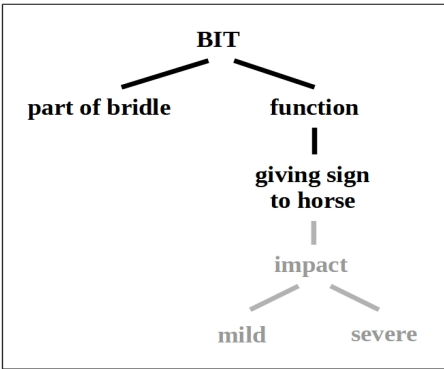 BIT
part of bridle
function
giving sign
to horse
impact
mild
severe